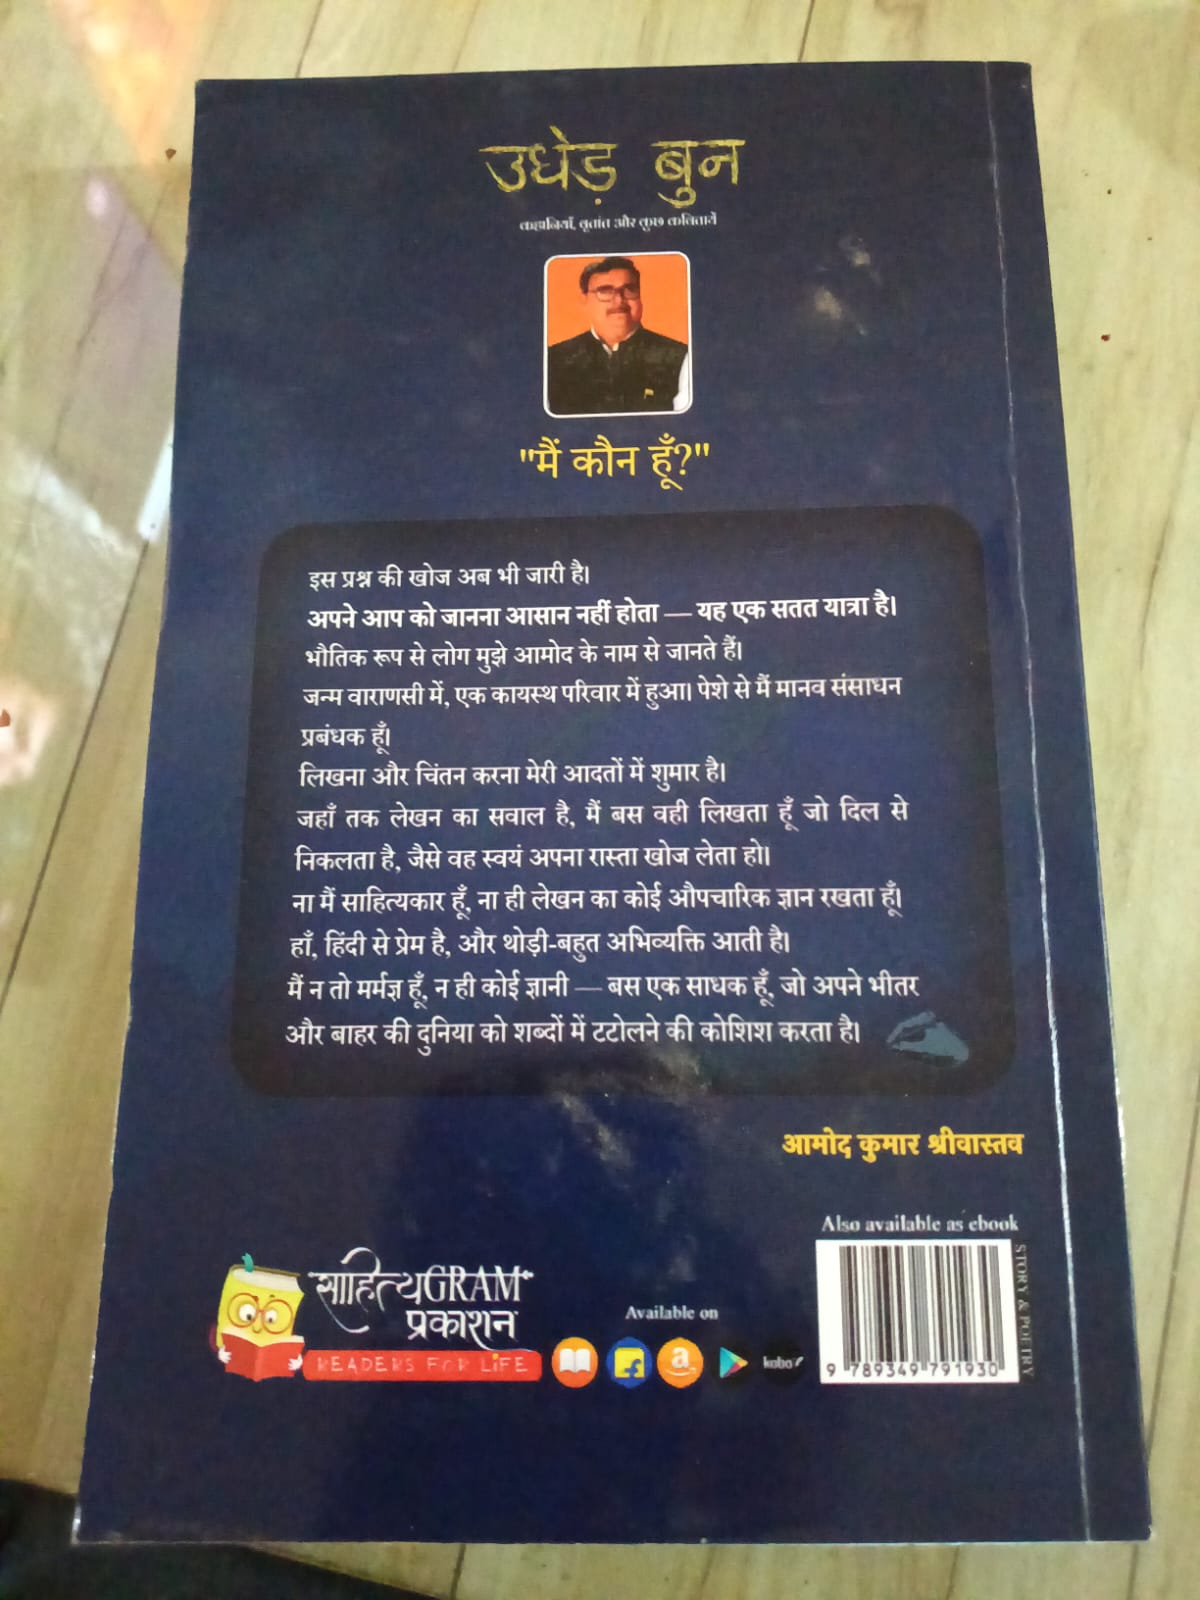 उधेड़ बुन
कहानियाँ, वृतांत और कुछ कवितायें
"मैं कौन हूँ?"
इस प्रश्न की खोज अब भी जारी है।
अपने आप को जानना आसान नहीं होता — यह एक सतत यात्रा है।
भौतिक रूप से लोग मुझे आमोद के नाम से जानते हैं।
जन्म वाराणसी में, एक कायस्थ परिवार में हुआ। पेशे से मैं मानव संसाधन
प्रबंधक हूँ।
लिखना और चिंतन करना मेरी आदतों में शुमार है।
जहाँ तक लेखन का सवाल है, मैं बस वही लिखता हूँ जो दिल से
निकलता है, जैसे वह स्वयं अपना रास्ता खोज लेता हो।
ना मैं साहित्यकार हूँ, ना ही लेखन का कोई औपचारिक ज्ञान रखता हूँ।
हाँ, हिंदी से प्रेम है, और थोड़ी-बहुत अभिव्यक्ति आती है।
मैं न तो मर्मज्ञ हूँ, न ही कोई ज्ञानी — बस एक साधक हूँ, जो अपने भीतर
और बाहर की दुनिया को शब्दों में टटोलने की कोशिश करता है।
आमोद कुमार श्रीवास्तव
Also available as ebook
STORY & POETRY
साहित्यGRAM
प्रकाशन
READERS FOR LiFE
Available on
kobo
9 789349 791930